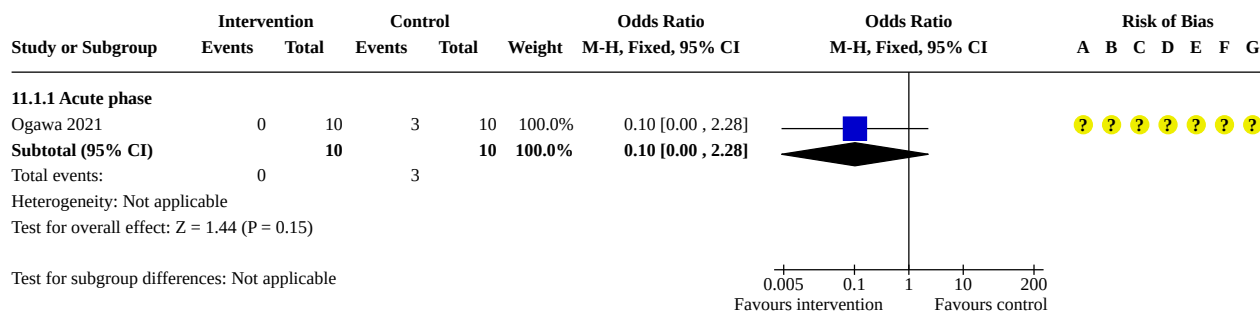 Intervention Control Odds Ratio Odds Ratio Risk of Bias
Study or Subgroup Events Total Events Total Weight M-H, Fixed, 95% CI M-H, Fixed, 95% CI A B C D E F G
11.1.1 Acute phase
Ogawa 2021 0 10 3 10 100.0% 0.10 [0.00 , 2.28] ? ? ? ? ? ? ?
Subtotal (95% CI) 10 10 100.0% 0.10 [0.00 , 2.28]
Total events: 0 3
Heterogeneity: Not applicable
Test for overall effect: Z = 1.44 (P = 0.15)
Test for subgroup differences: Not applicable
0.005 0.1 1 10 200
Favours intervention Favours control